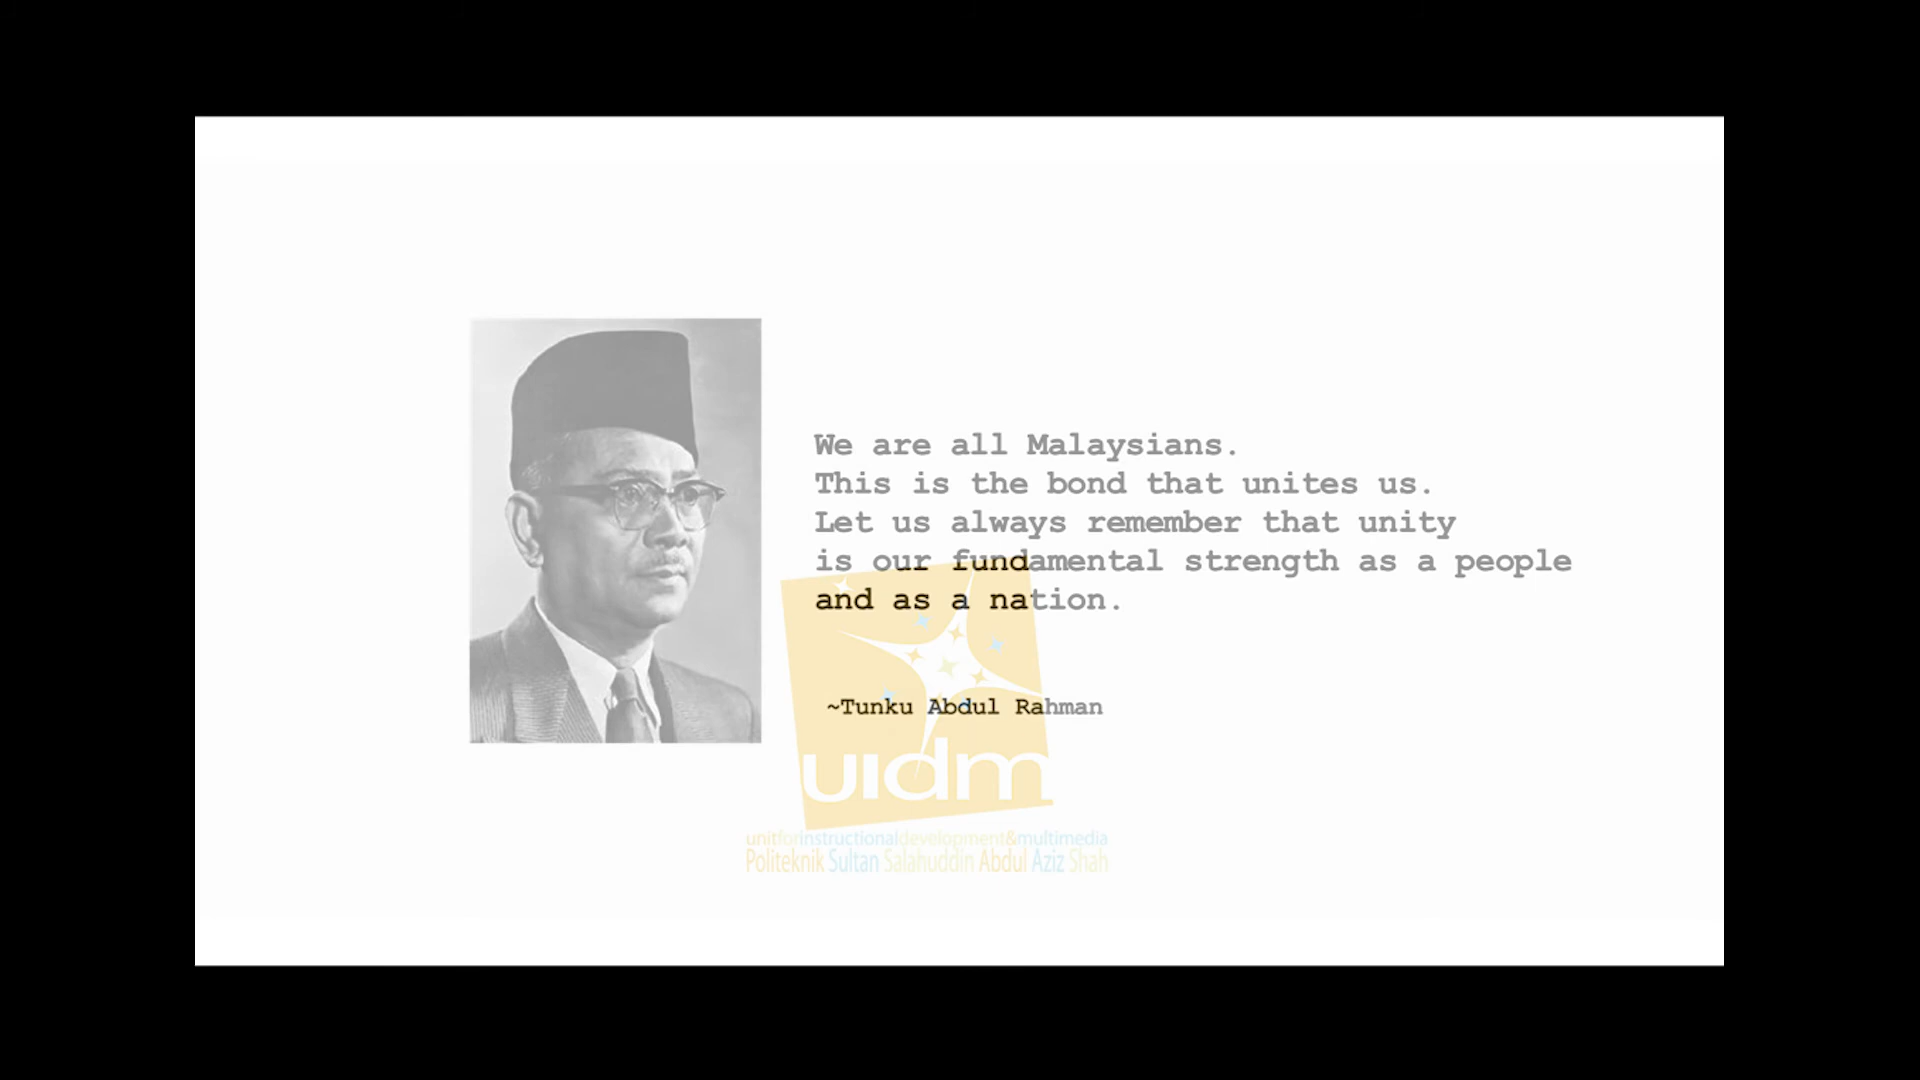 We are all Malaysians.
This is the bond that unites us.
Let us always remember that unity
is our fundamental strength as a people
and as a nation.
~Tunku Abdul Rahman
uidm
unitforinstructionaldevelopment&multimedia
Politeknik Sultan Salahuddin Abdul Aziz Shah